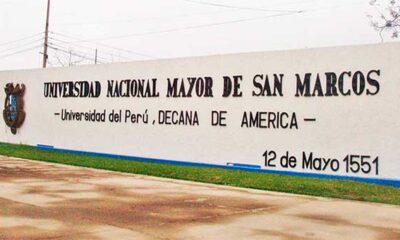 UNIVERSIDAD NACIONAL MAYOR DE SAN MARCOS
- Universidad del Perú, DECANA DE AMERICA -
12 de Mayo 1551